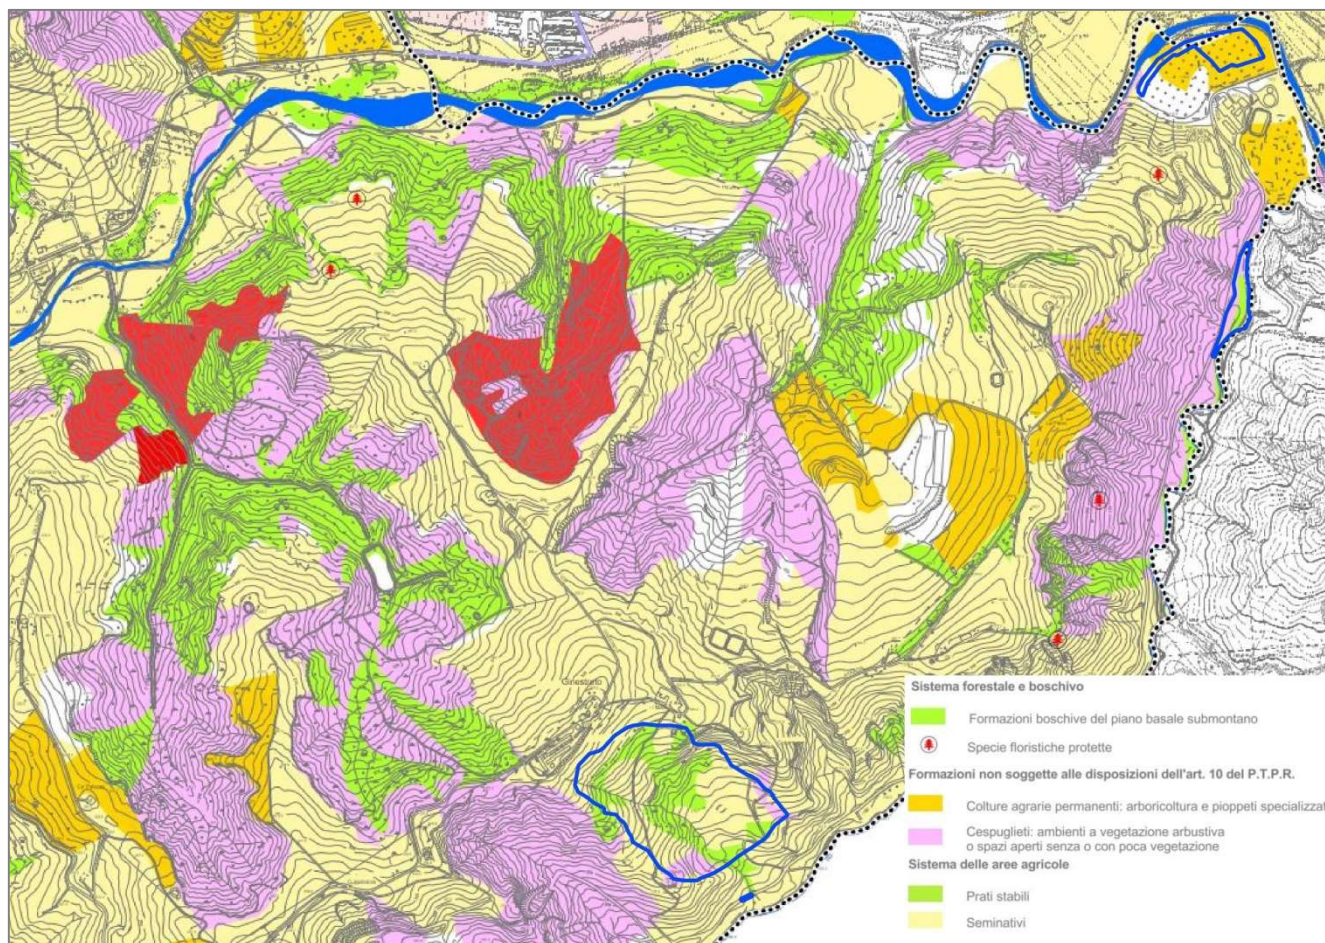 Ginestreto
Sistema forestale e boschivo
Formazioni boschive del piano basale submontano
Specie floristiche protette
Formazioni non soggette alle disposizioni dell'art. 10 del P.T.P.R.
Colture agrarie permanenti: arboricoltura e pioppeti specializzat
Cespuglieti: ambienti a vegetazione arbustiva
o spazi aperti senza o con poca vegetazione
Sistema delle aree agricole
Prati stabili
Seminativi